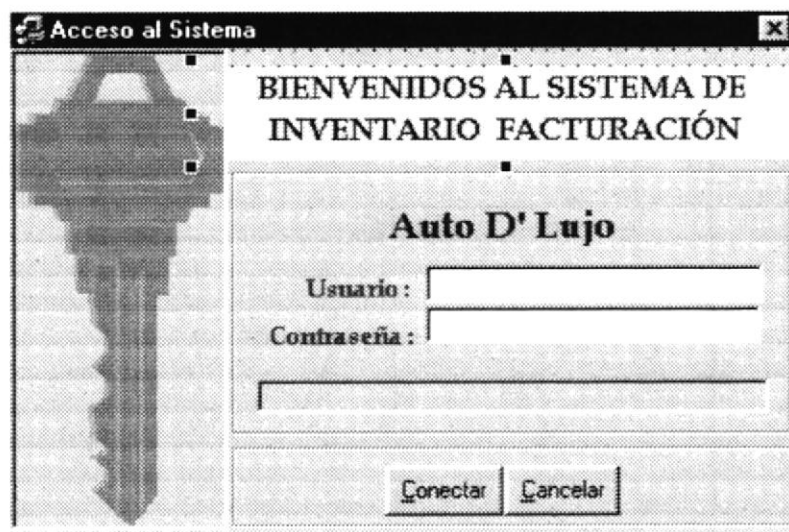 Acceso al Sistema
BIENVENIDOS AL SISTEMA DE
INVENTARIO FACTURACIÓN
Auto D' Lujo
Usuario :
Contraseña :
Conectar Cancelar